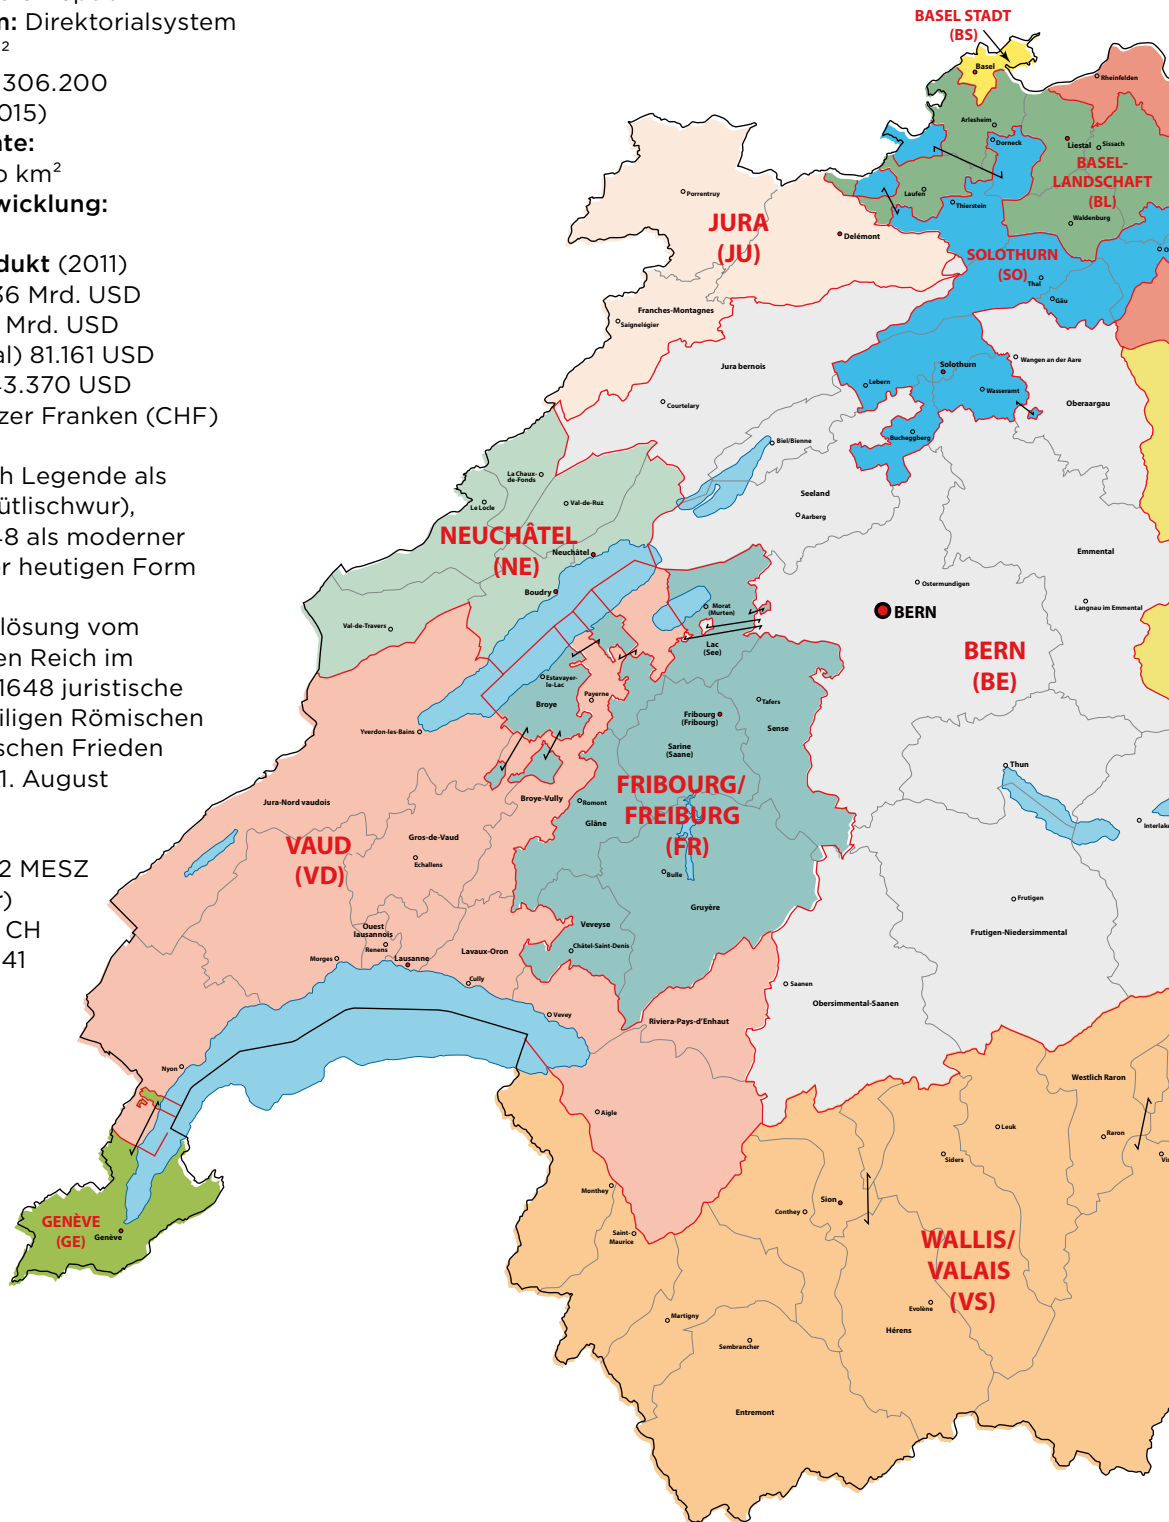 n: Direktorialsystem
²
306.200
015)
nte:
o km²
wicklung:
dukt (2011)
36 Mrd. USD
Mrd. USD
al) 81.161 USD
43.370 USD
zer Franken (CHF)
ch Legende als
ütlischwur),
48 als moderner
er heutigen Form
lösung vom
en Reich im
1648 juristische
eiligen Römischen
ischen Frieden
1. August
2 MESZ
r)
CH
41
BASEL STADT
(BS)
Basel
Rheinfelden
Arlesheim
Dorneck
Liestal
Sissach
BASEL-
LANDSCHAFT
(BL)
Laufen
Thierstein
Waldenburg
Porrentruy
JURA
(JU)
Delémont
SOLOTHURN
(SO)
Thal
Gäu
Franches-Montagnes
Saignelégier
Jura bernois
Courtelary
Solothurn
Lebern
Wasseramt
Wangen an der Aare
Oberaargau
Bucheggberg
Biel/Bienne
La Chaux-
de-Fonds
Le Locle
Val-de-Ruz
Seeland
Aarberg
NEUCHÂTEL
(NE)
Neuchâtel
Boudry
Val-de-Travers
Emmental
Ostermundigen
Langnau im Emmental
BERN
Morat
(Murten)
Lac
(See)
BERN
(BE)
Estavayer-
le-Lac
Broye
Payerne
Tafers
Sense
Fribourg
(Fribourg)
Sarine
(Saane)
Yverdon-les-Bains
Thun
FRIBOURG/
FREIBURG
(FR)
Jura-Nord vaudois
Broye-Vully
Romont
Glâne
Interlake
VAUD
(VD)
Gros-de-Vaud
Echallens
Bulle
Gruyère
Frutigen
Frutigen-Niedersimmental
Veveyse
Châtel-Saint-Denis
Ouest
lausannois
Renens
Morges
Lausanne
Lavaux-Oron
Cully
Saanen
Obersimmental-Saanen
Vevey
Riviera-Pays-d'Enhaut
Nyon
Westlich Raron
Aigle
Leuk
Raron
Siders
Vi
Monthey
Sion
Conthey
GENÈVE
(GE)
Genève
Saint-
Maurice
WALLIS/
VALAIS
(VS)
Evolène
Hérens
Martigny
Sembrancher
Entremont